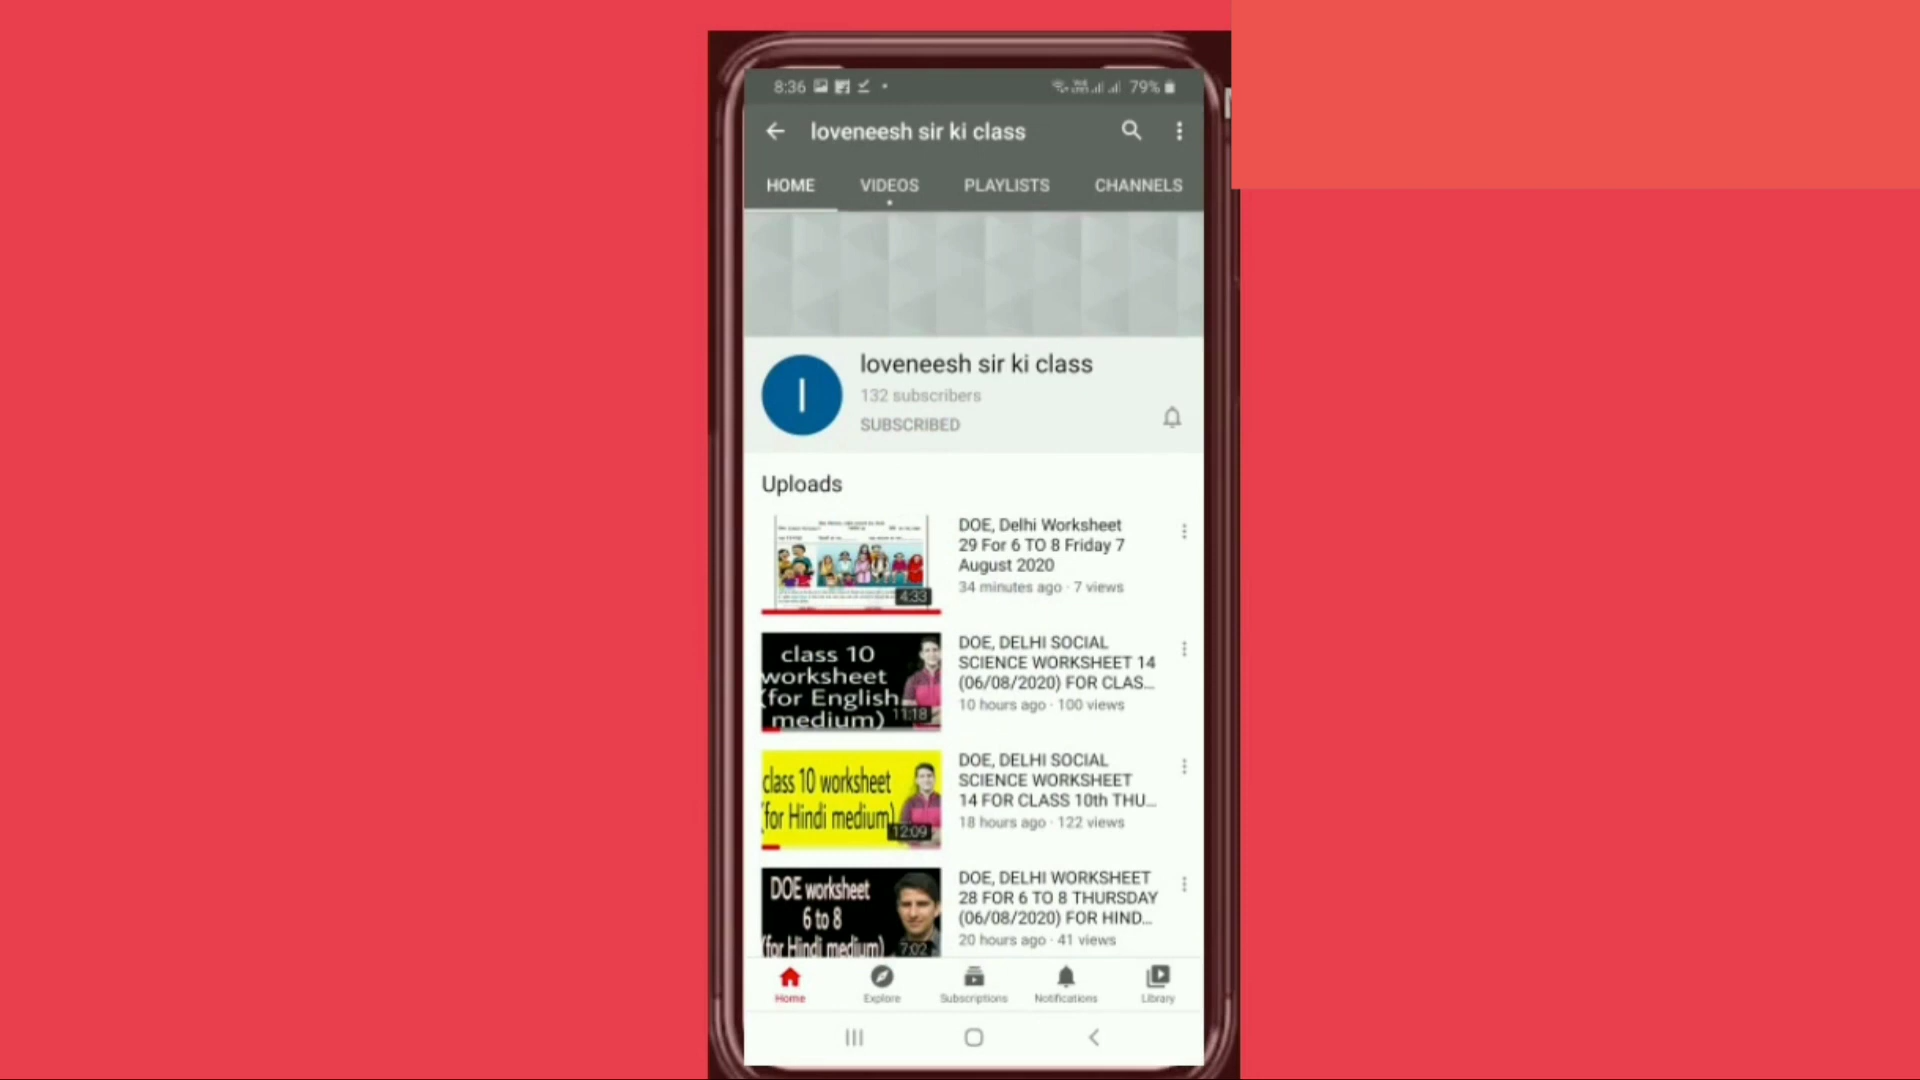 8:36
79%
loveneesh sir ki class
HOME VIDEOS PLAYLISTS CHANNELS
l
loveneesh sir ki class
132 subscribers
SUBSCRIBED
Uploads
4:33
DOE, Delhi Worksheet
29 For 6 TO 8 Friday 7
August 2020
34 minutes ago · 7 views
class 10
worksheet
(for English
medium)
11:18
DOE, DELHI SOCIAL
SCIENCE WORKSHEET 14
(06/08/2020) FOR CLAS...
10 hours ago · 100 views
class 10 worksheet
(for Hindi medium)
12:09
DOE, DELHI SOCIAL
SCIENCE WORKSHEET
14 FOR CLASS 10th THU...
18 hours ago · 122 views
DOE worksheet
6 to 8
(for Hindi medium)
7:02
DOE, DELHI WORKSHEET
28 FOR 6 TO 8 THURSDAY
(06/08/2020) FOR HIND...
20 hours ago · 41 views
Home Explore Subscriptions Notifications Library